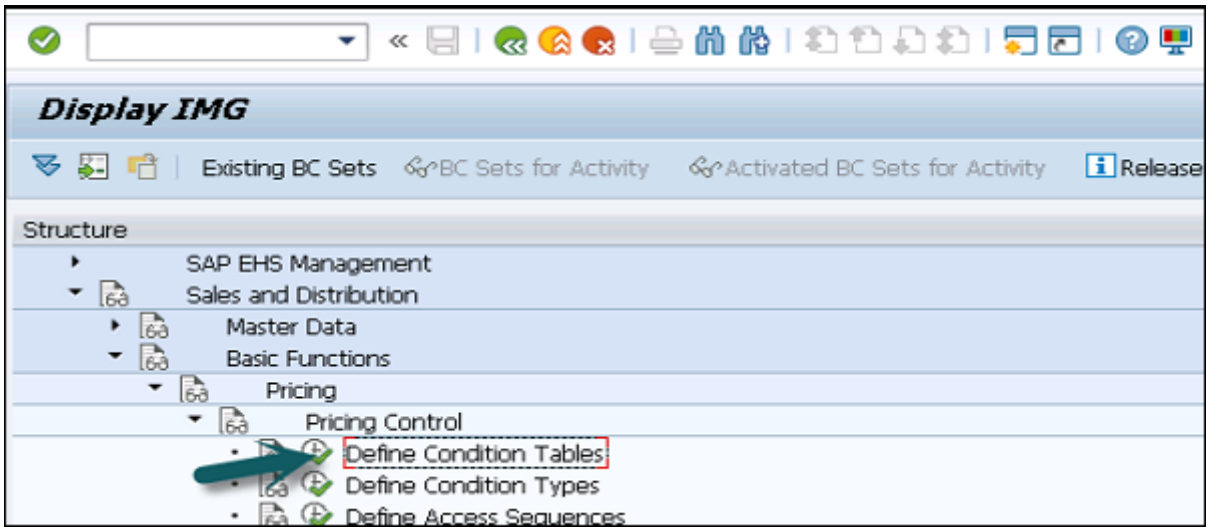 Display IMG
Existing BC Sets BC Sets for Activity Activated BC Sets for Activity Release
Structure
SAP EHS Management
Sales and Distribution
Master Data
Basic Functions
Pricing
Pricing Control
Define Condition Tables
Define Condition Types
Define Access Sequences